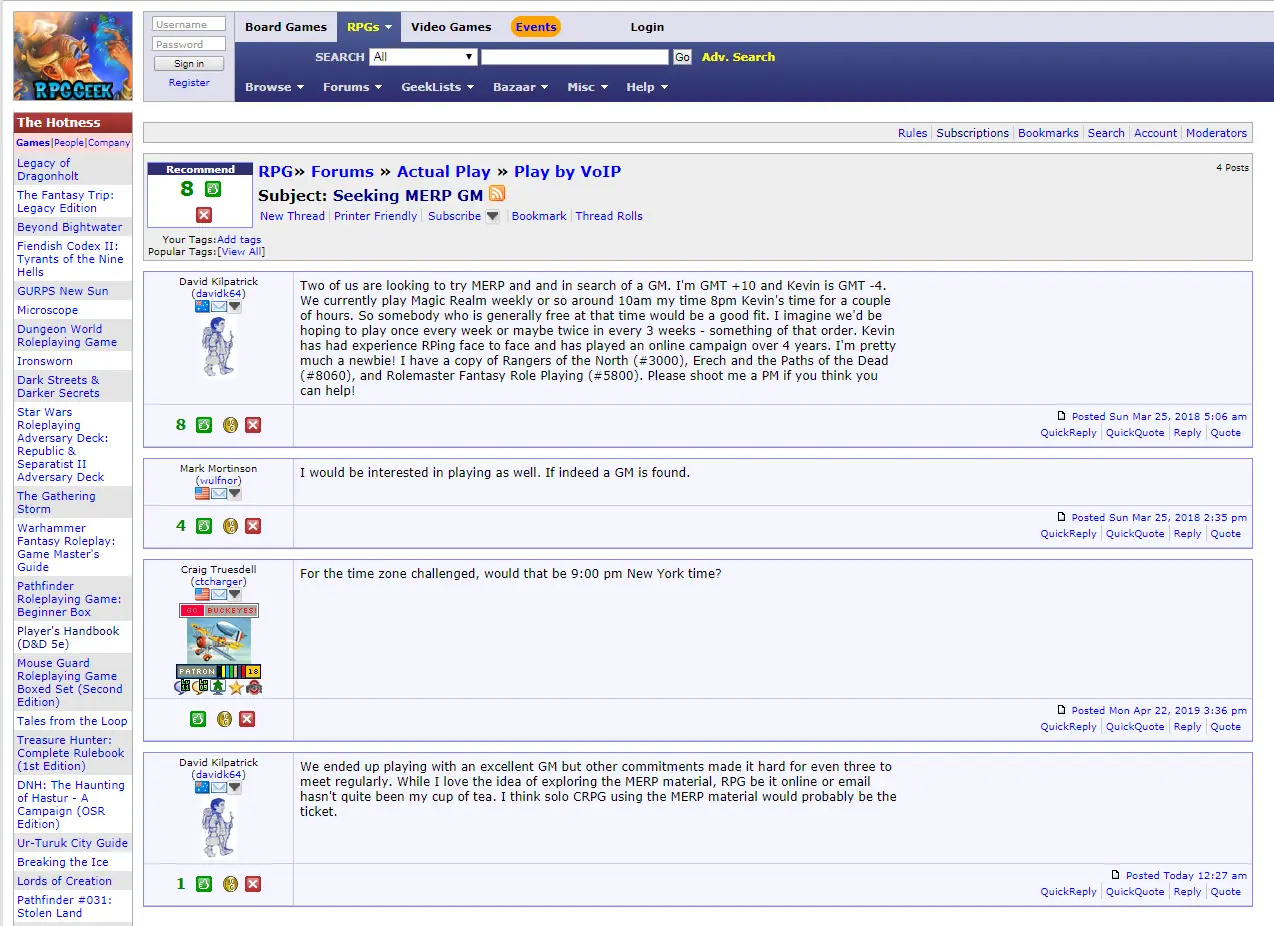 RPG GEEK
Username
Password
Sign in
Register
Board Games RPGs Video Games Events Login
SEARCH All Go Adv. Search
Browse Forums GeekLists Bazaar Misc Help
The Hotness
Games|People|Company
Legacy of
Dragonholt
The Fantasy Trip:
Legacy Edition
Beyond Bightwater
Fiendish Codex II:
Tyrants of the Nine
Hells
GURPS New Sun
Microscope
Dungeon World
Roleplaying Game
Ironsworn
Dark Streets &
Darker Secrets
Star Wars
Roleplaying
Adversary Deck:
Republic &
Separatist II
Adversary Deck
The Gathering
Storm
Warhammer
Fantasy Roleplay:
Game Master's
Guide
Pathfinder
Roleplaying Game:
Beginner Box
Player's Handbook
(D&D 5e)
Mouse Guard
Roleplaying Game
Boxed Set (Second
Edition)
Tales from the Loop
Treasure Hunter:
Complete Rulebook
(1st Edition)
DNH: The Haunting
of Hastur - A
Campaign (OSR
Edition)
Ur-Turuk City Guide
Breaking the Ice
Lords of Creation
Pathfinder #031:
Stolen Land
Rules Subscriptions Bookmarks Search Account Moderators
Recommend
8
RPG» Forums » Actual Play » Play by VoIP
4 Posts
Subject: Seeking MERP GM
New Thread Printer Friendly Subscribe Bookmark Thread Rolls
Your Tags:Add tags
Popular Tags:[View All]
David Kilpatrick
(davidk64)
Two of us are looking to try MERP and and in search of a GM. I'm GMT +10 and Kevin is GMT -4.
We currently play Magic Realm weekly or so around 10am my time 8pm Kevin's time for a couple
of hours. So somebody who is generally free at that time would be a good fit. I imagine we'd be
hoping to play once every week or maybe twice in every 3 weeks - something of that order. Kevin
has had experience RPing face to face and has played an online campaign over 4 years. I'm pretty
much a newbie! I have a copy of Rangers of the North (#3000), Erech and the Paths of the Dead
(#8060), and Rolemaster Fantasy Role Playing (#5800). Please shoot me a PM if you think you
can help!
8
Posted Sun Mar 25, 2018 5:06 am
QuickReply QuickQuote Reply Quote
Mark Mortinson
(wulfnor)
I would be interested in playing as well. If indeed a GM is found.
4
Posted Sun Mar 25, 2018 2:35 pm
QuickReply QuickQuote Reply Quote
Craig Truesdell
(ctcharger)
GO BUCKEYES!
PATRON 18
For the time zone challenged, would that be 9:00 pm New York time?
Posted Mon Apr 22, 2019 3:36 pm
QuickReply QuickQuote Reply Quote
David Kilpatrick
(davidk64)
We ended up playing with an excellent GM but other commitments made it hard for even three to
meet regularly. While I love the idea of exploring the MERP material, RPG be it online or email
hasn't quite been my cup of tea. I think solo CRPG using the MERP material would probably be the
ticket.
1
Posted Today 12:27 am
QuickReply QuickQuote Reply Quote